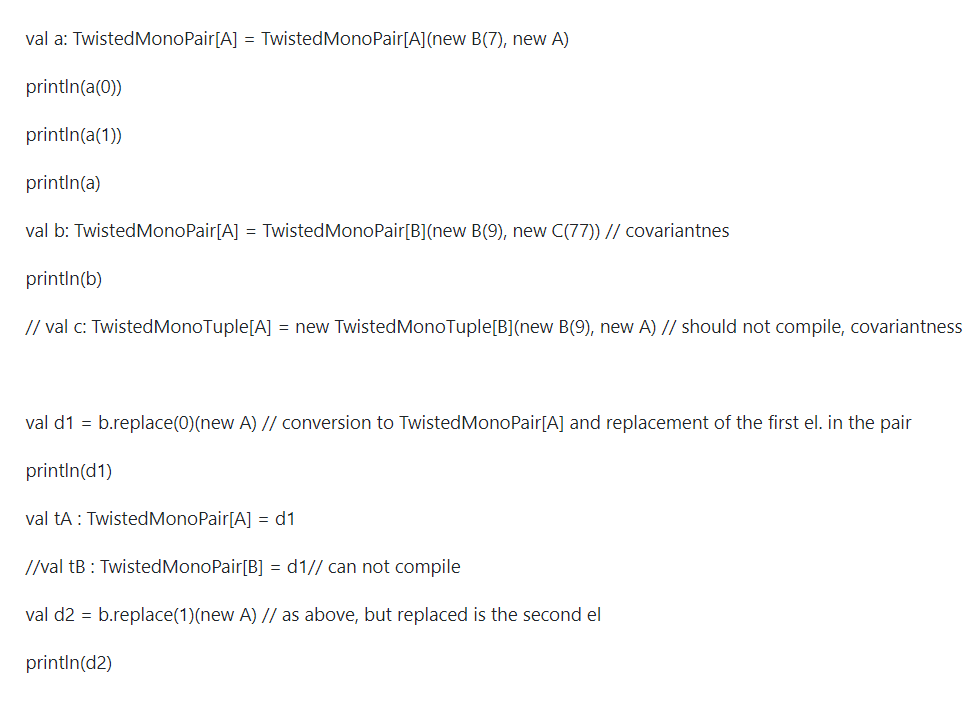 val a: TwistedMonoPair[A] = TwistedMonoPair[A](new B(7), new A)
println(a(0))
println(a(1))
println(a)
val b: TwistedMonoPair[A] = TwistedMonoPair[B](new B(9), new C(77)) // covariantnes
println(b)
// val c: TwistedMonoTuple[A] = new TwistedMonoTuple[B](new B(9), new A) // should not compile, covariantness
val d1 = b.replace(0)(new A) // conversion to TwistedMonoPair[A] and replacement of the first el. in the pair
println(d1)
val tA : TwistedMonoPair[A] = d1
//val tB : TwistedMonoPair[B] = d1// can not compile
val d2 = b.replace(1)(new A) // as above, but replaced is the second el
println(d2)